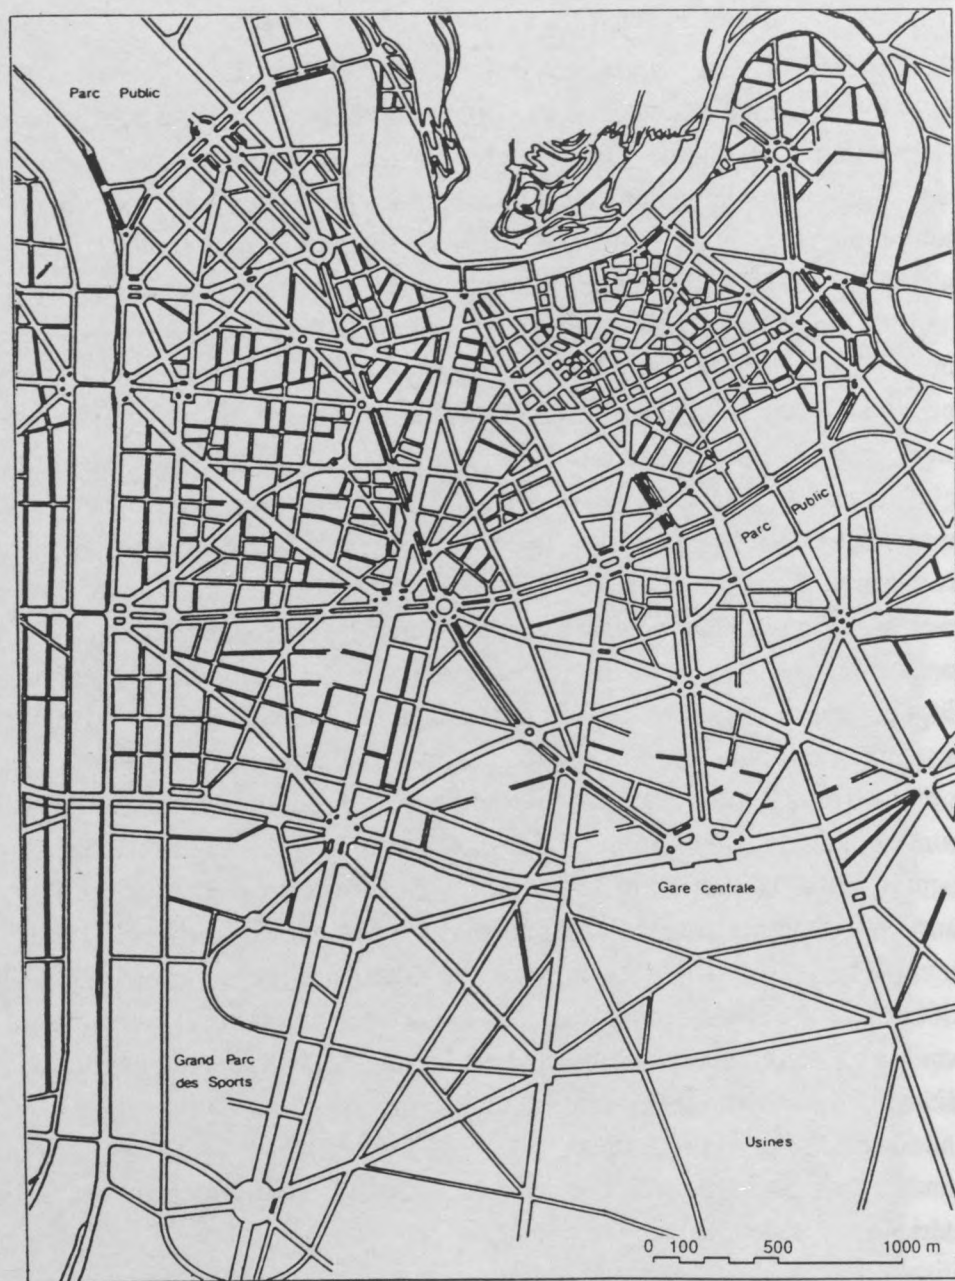 Parc Public
Parc Public
Gare centrale
Grand Parc
des Sports
Usines
0 100 500 1000 m